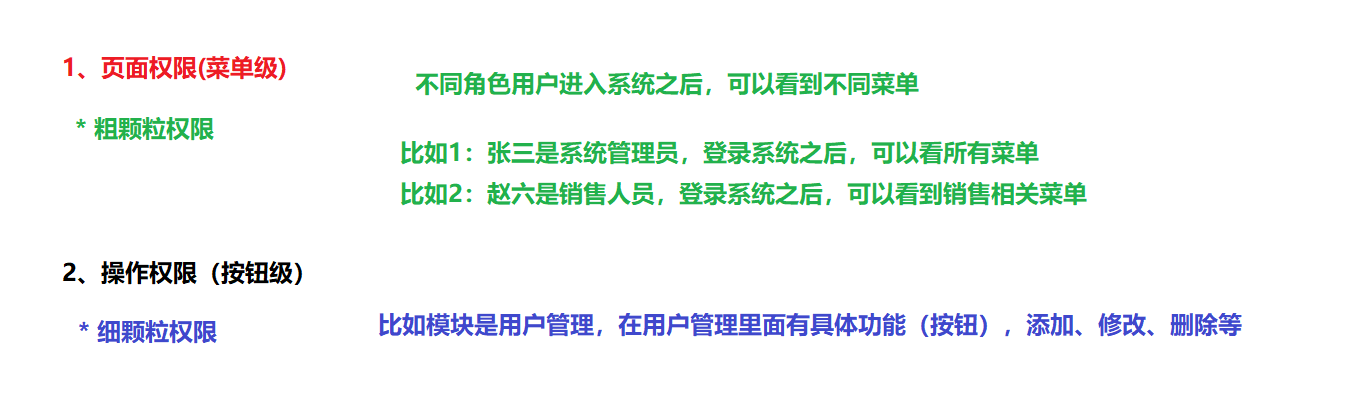 1、页面权限(菜单级)
不同角色用户进入系统之后，可以看到不同菜单
* 粗颗粒权限
比如1：张三是系统管理员，登录系统之后，可以看所有菜单
比如2：赵六是销售人员，登录系统之后，可以看到销售相关菜单
2、操作权限（按钮级）
* 细颗粒权限
比如模块是用户管理，在用户管理里面有具体功能（按钮），添加、修改、删除等